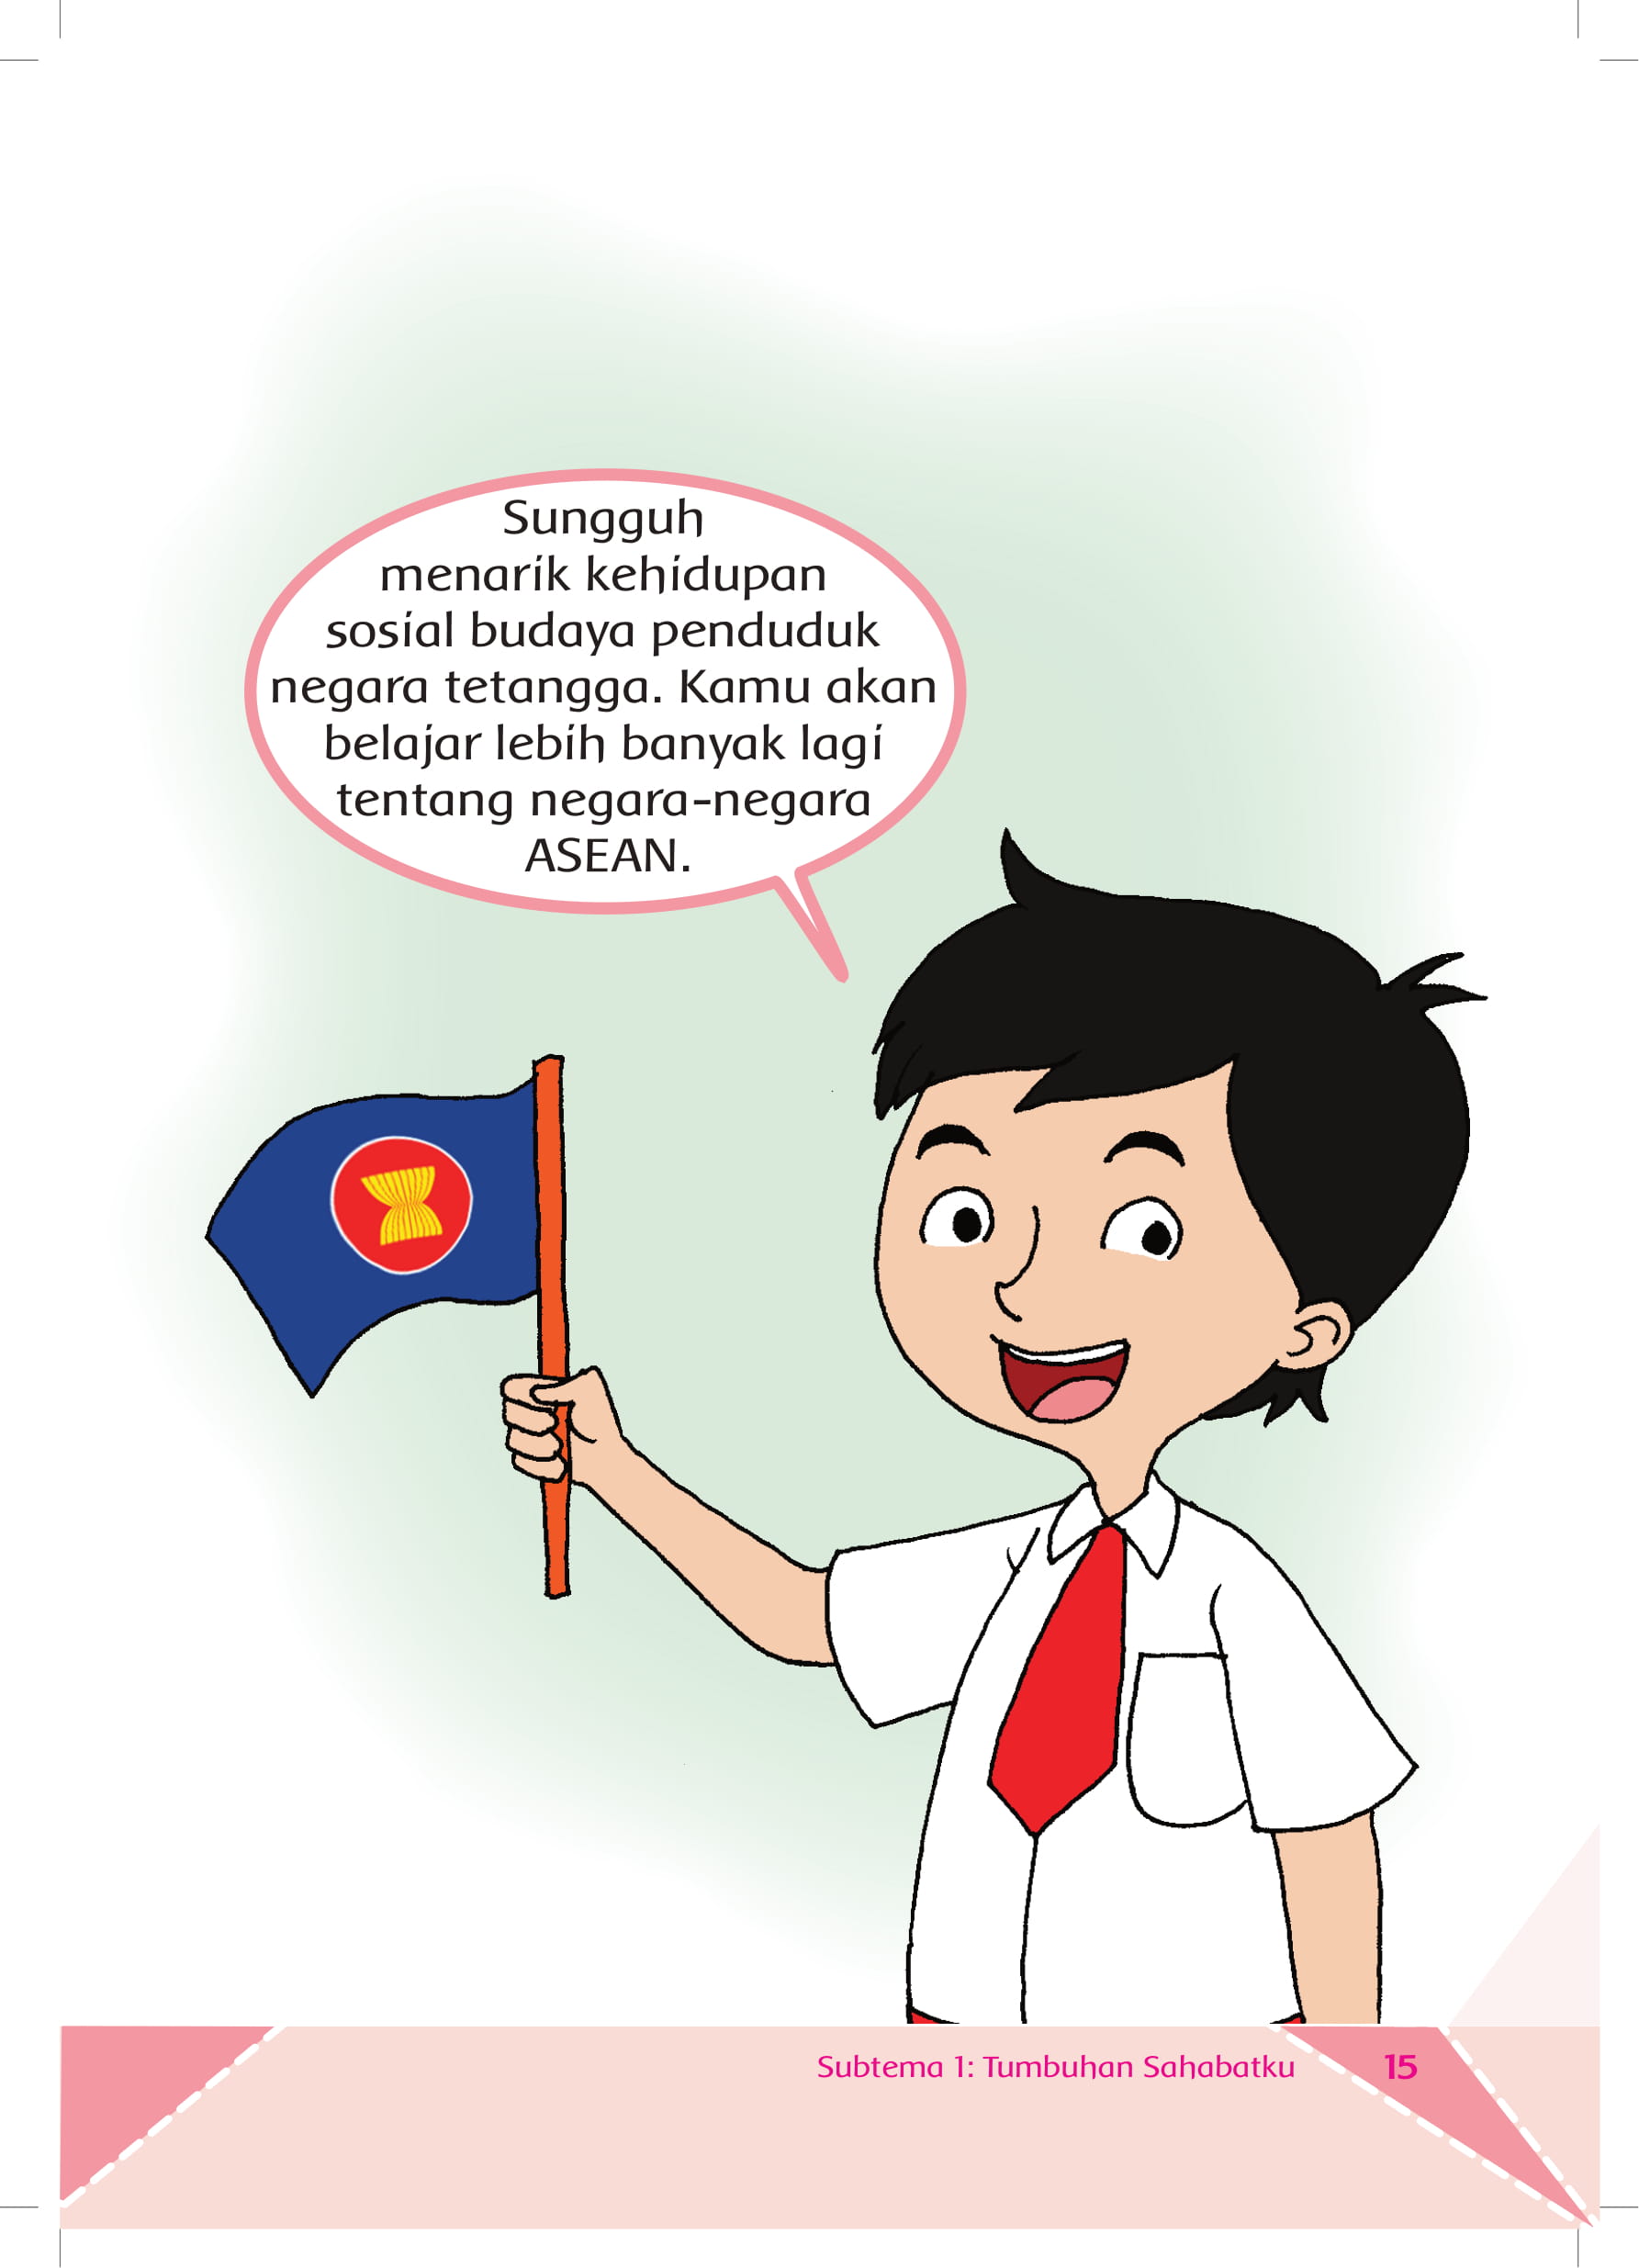 Sungguh
menarik kehidupan
sosial budaya penduduk
negara tetangga. Kamu akan
belajar lebih banyak lagi
tentang negara-negara
ASEAN.
Subtema 1: Tumbuhan Sahabatku 15